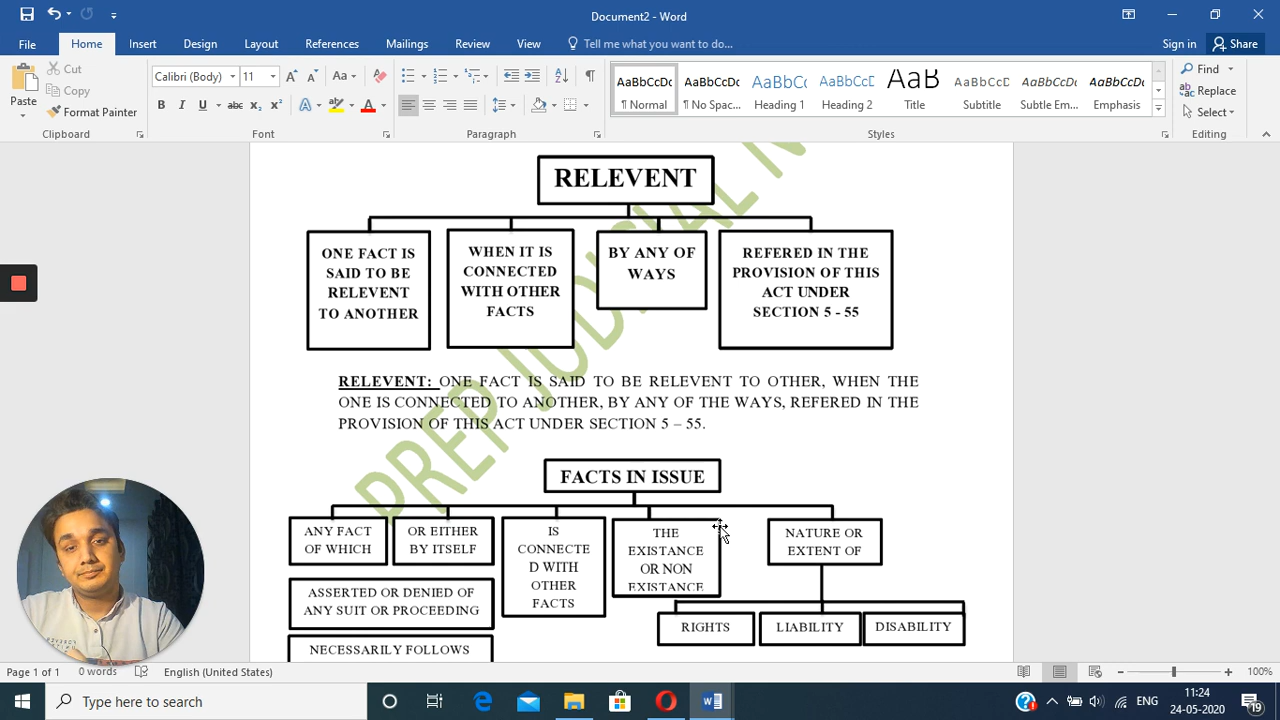 Document2 - Word
File Home Insert Design Layout References Mailings Review View Tell me what you want to do... Sign in Share
Paste
Cut
Copy
Format Painter
Clipboard
Calibri (Body) 11
Font
Paragraph
AaBbCcDc AaBbCcDc AaBbCc AaBbCcE AaB AaBbCcD AaBbCcDc AaBbCcDc
¶ Normal ¶ No Spac... Heading 1 Heading 2 Title Subtitle Subtle Em... Emphasis
Styles
Find
Replace
Select
Editing
PREP JUDICIAL N
RELEVENT
ONE FACT IS
SAID TO BE
RELEVENT
TO ANOTHER
WHEN IT IS
CONNECTED
WITH OTHER
FACTS
BY ANY OF
WAYS
REFERED IN THE
PROVISION OF THIS
ACT UNDER
SECTION 5 - 55
RELEVENT: ONE FACT IS SAID TO BE RELEVENT TO OTHER, WHEN THE
ONE IS CONNECTED TO ANOTHER, BY ANY OF THE WAYS, REFERED IN THE
PROVISION OF THIS ACT UNDER SECTION 5 – 55.
FACTS IN ISSUE
ANY FACT
OF WHICH
OR EITHER
BY ITSELF
IS
CONNECTE
D WITH
OTHER
FACTS
THE
EXISTANCE
OR NON
EXISTANCE
NATURE OR
EXTENT OF
ASSERTED OR DENIED OF
ANY SUIT OR PROCEEDING
RIGHTS
LIABILITY
DISABILITY
NECESSARILY FOLLOWS
Page 1 of 1 0 words English (United States) 100%
Type here to search
ENG
11:24
24-05-2020
19